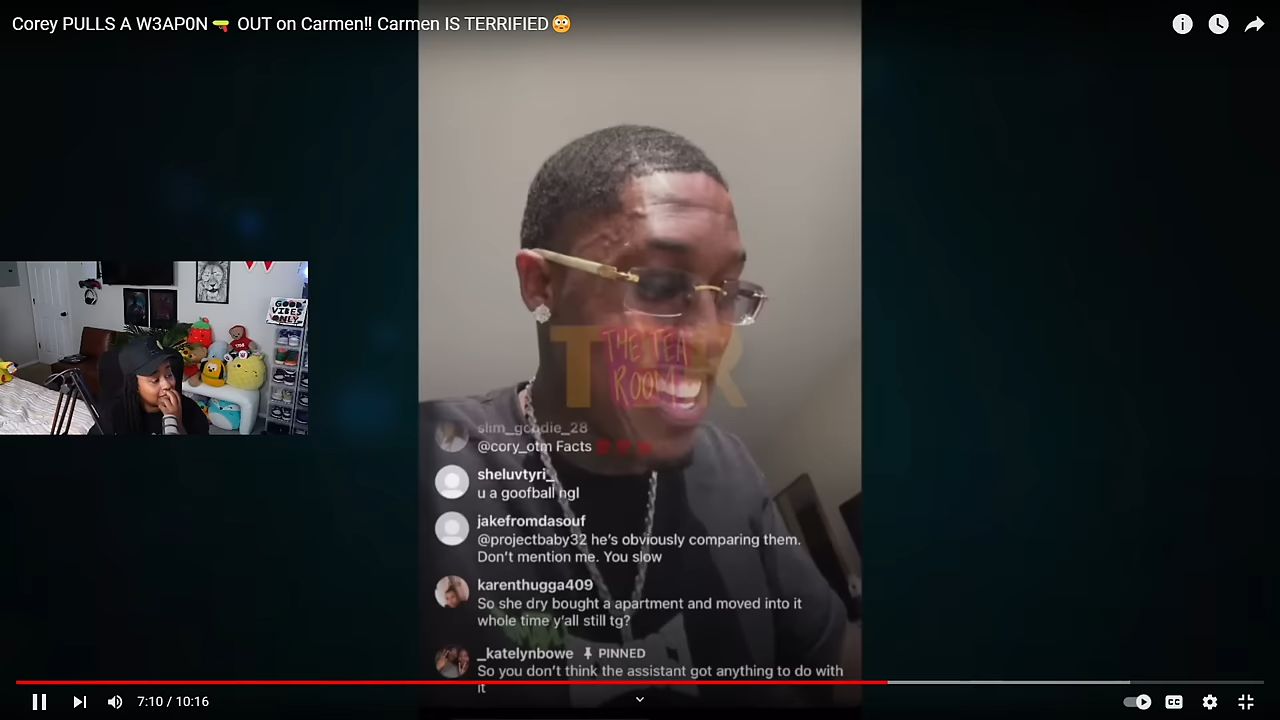 Corey PULLS A W3AP0N🔫 OUT on Carmen!! Carmen IS TERRIFIED😳
GOOD
VIBES
ONLY
THE TEA
ROOM
slim_goodie_28
@cory_otm Facts
sheluvtyri_
u a goofball ngl
jakefromdasouf
@projectbaby32 he's obviously comparing them.
Don't mention me. You slow
karenthugga409
So she dry bought a apartment and moved into it
whole time y'all still tg?
_katelynbowe PINNED
So you don't think the assistant got anything to do with
it
7:10 / 10:16
CC